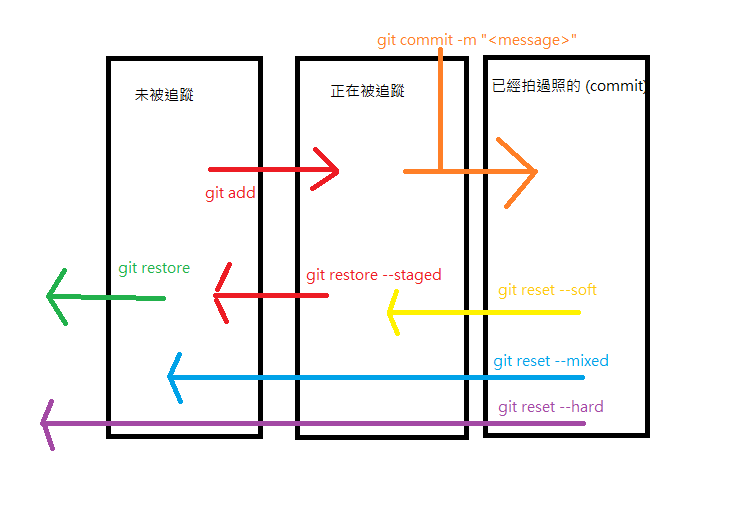 git commit -m "<message>"
未被追蹤
正在被追蹤
已經拍過照的 (commit)
git add
git restore
git restore --staged
git reset --soft
git reset --mixed
git reset --hard